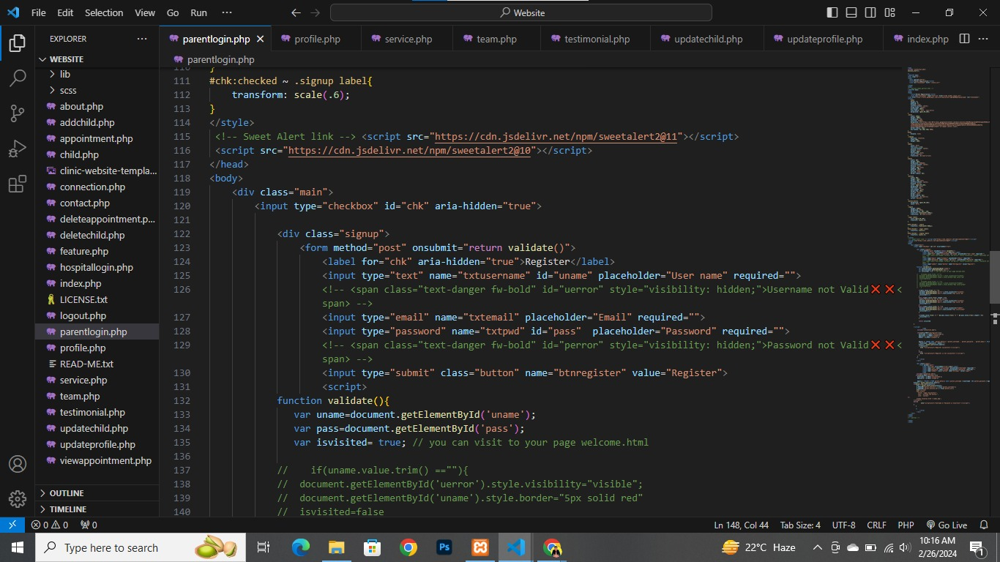 File Edit Selection View Go Run ··· Website
EXPLORER ···
parentlogin.php profile.php service.php team.php testimonial.php updatechild.php updateprofile.php index.php ···
WEBSITE
lib
scss
about.php
addchild.php
appointment.php
child.php
clinic-website-templa...
connection.php
contact.php
deleteappointment.p...
deletechild.php
feature.php
hospitallogin.php
index.php
LICENSE.txt
logout.php
parentlogin.php
profile.php
READ-ME.txt
service.php
team.php
testimonial.php
updatechild.php
updateprofile.php
viewappointment.php
OUTLINE
TIMELINE
parentlogin.php
110 }
111 #chk:checked ~ .signup label{
112 transform: scale(.6);
113 }
114 </style>
115 <!-- Sweet Alert link --> <script src="https://cdn.jsdelivr.net/npm/sweetalert2@11"></script>
116 <script src="https://cdn.jsdelivr.net/npm/sweetalert2@10"></script>
117 </head>
118 <body>
119 <div class="main">
120 <input type="checkbox" id="chk" aria-hidden="true">
121
122 <div class="signup">
123 <form method="post" onsubmit="return validate()">
124 <label for="chk" aria-hidden="true">Register</label>
125 <input type="text" name="txtusername" id="uname" placeholder="User name" required="">
126 <!-- <span class="text-danger fw-bold" id="uerror" style="visibility: hidden;">Username not Valid❌❌<
span> -->
127 <input type="email" name="txtemail" placeholder="Email" required="">
128 <input type="password" name="txtpwd" id="pass"  placeholder="Password" required="">
129 <!-- <span class="text-danger fw-bold" id="perror" style="visibility: hidden;">Password not Valid❌❌<
span> -->
130 <input type="submit" class="button" name="btnregister" value="Register">
131 <script>
132 function validate(){
133 var uname=document.getElementById('uname');
134 var pass=document.getElementById('pass');
135 var isvisited= true; // you can visit to your page welcome.html
136
137 //    if(uname.value.trim() ==""){
138 //  document.getElementById('uerror').style.visibility="visible";
139 //  document.getElementById('uname').style.border="5px solid red"
140 //  isvisited=false
0 0 0 Ln 148, Col 44 Tab Size: 4 UTF-8 CRLF PHP Go Live
Type here to search Ps 22°C Haze 10:16 AM
2/26/2024 1